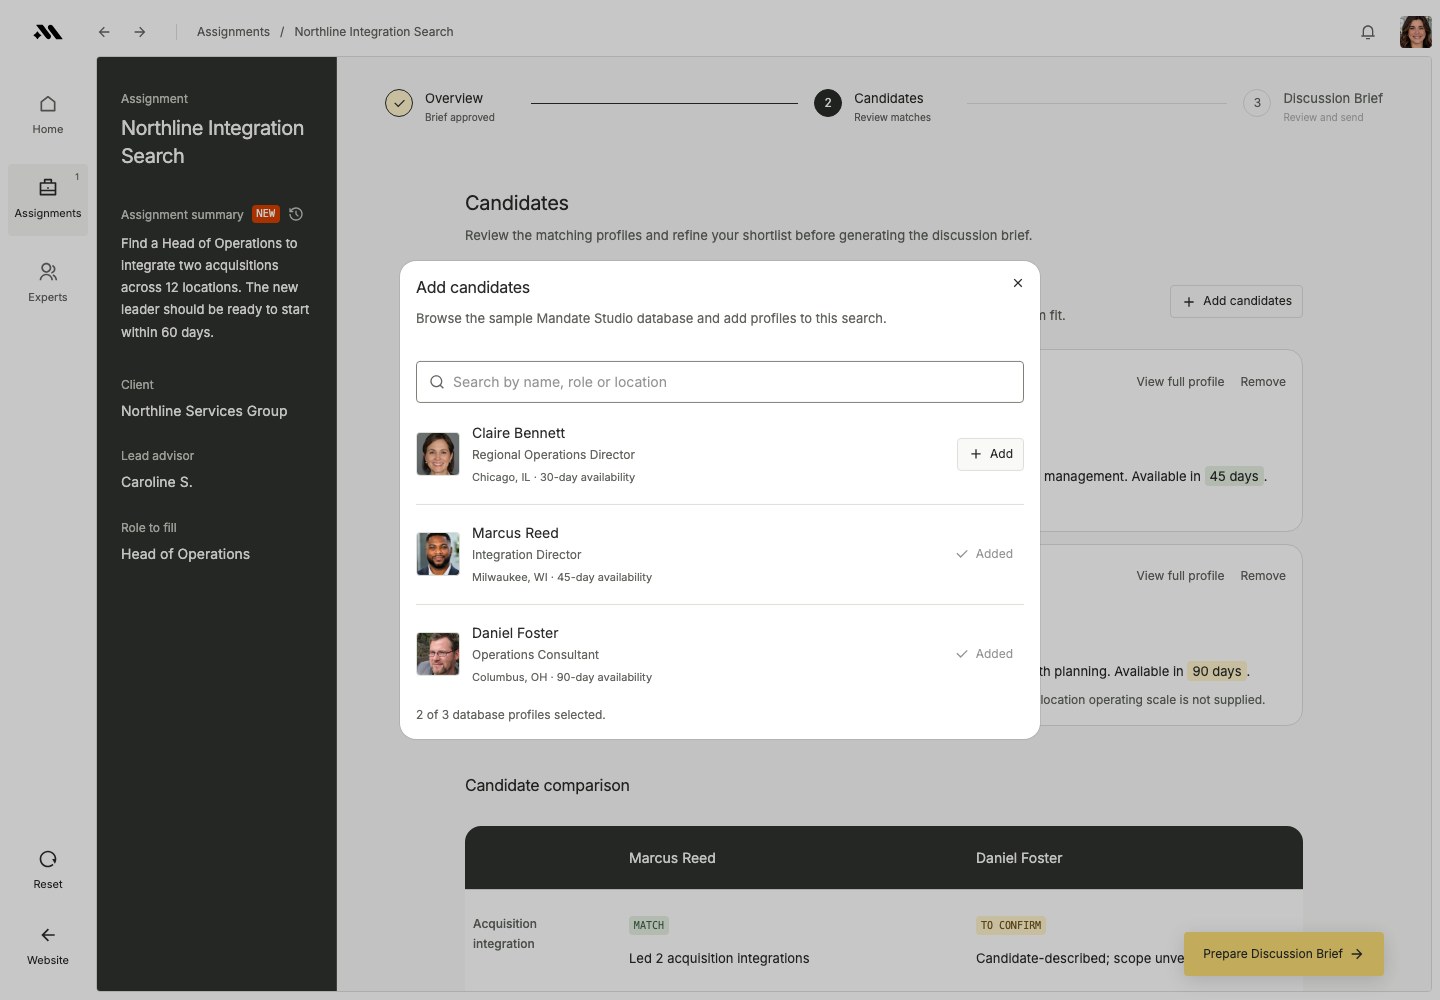 Assignments / Northline Integration Search
Home
1
Assignments
Experts
Reset
Website
Assignment
Northline Integration
Search
Assignment summary NEW
Find a Head of Operations to
integrate two acquisitions
across 12 locations. The new
leader should be ready to start
within 60 days.
Client
Northline Services Group
Lead advisor
Caroline S.
Role to fill
Head of Operations
Overview
Brief approved
2
Candidates
Review matches
3
Discussion Brief
Review and send
Candidates
Review the matching profiles and refine your shortlist before generating the discussion brief.
fit.
Add candidates
View full profile Remove
management. Available in 45 days.
View full profile Remove
planning. Available in 90 days.
location operating scale is not supplied.
Add candidates
Browse the sample Mandate Studio database and add profiles to this search.
Search by name, role or location
Claire Bennett
Regional Operations Director
Chicago, IL · 30-day availability
Add
Marcus Reed
Integration Director
Milwaukee, WI · 45-day availability
Added
Daniel Foster
Operations Consultant
Columbus, OH · 90-day availability
Added
2 of 3 database profiles selected.
Candidate comparison
Marcus Reed Daniel Foster
Acquisition
integration
MATCH
Led 2 acquisition integrations
TO CONFIRM
Candidate-described; scope
Prepare Discussion Brief